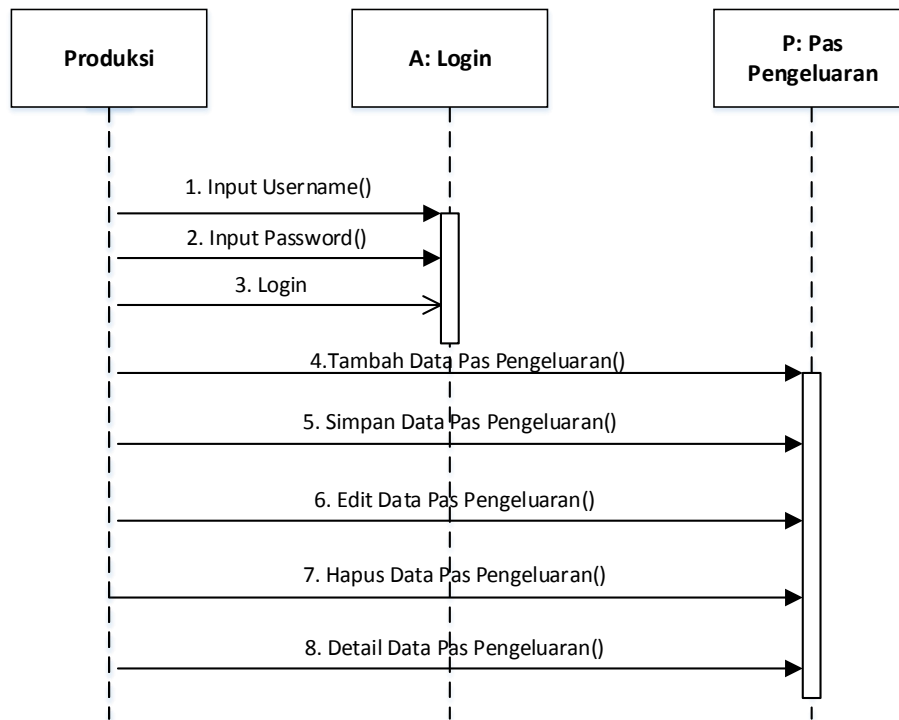 Produksi
A: Login
P: Pas
Pengeluaran
1. Input Username()
2. Input Password()
3. Login
4.Tambah Data Pas Pengeluaran()
5. Simpan Data Pas Pengeluaran()
6. Edit Data Pas Pengeluaran()
7. Hapus Data Pas Pengeluaran()
8. Detail Data Pas Pengeluaran()